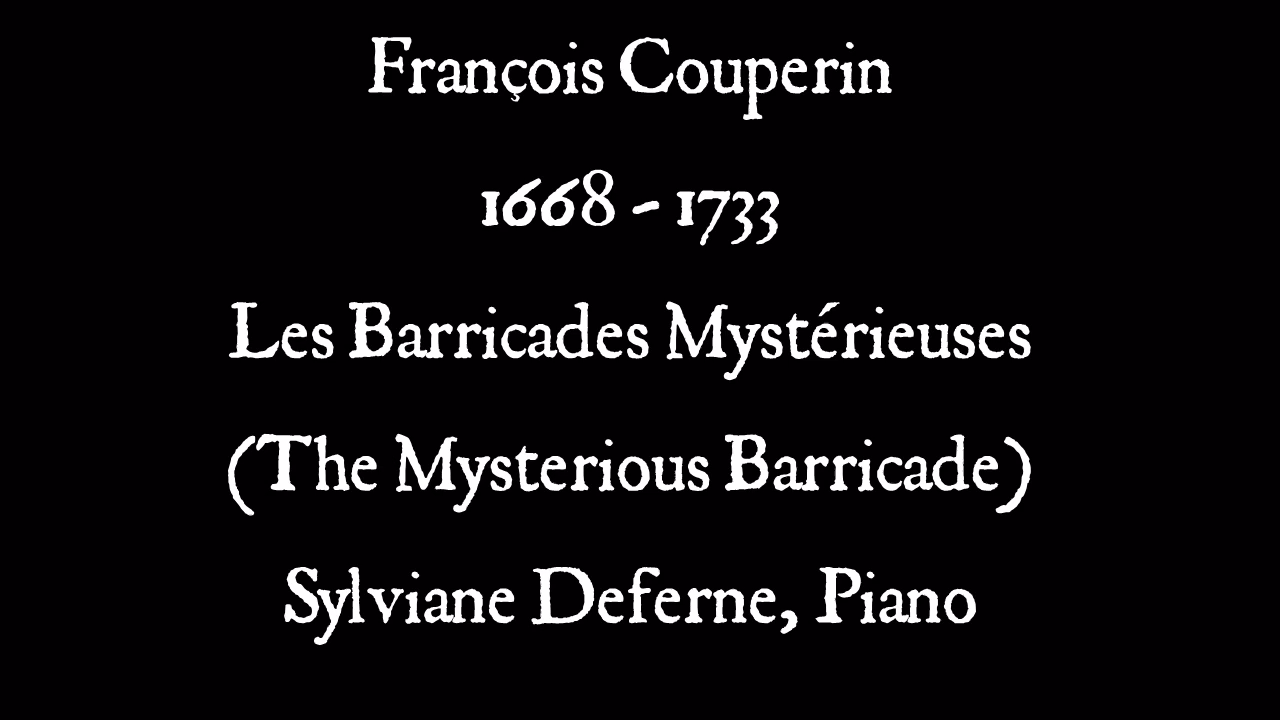 François Couperin
1668 - 1733
Les Barricades Mystérieuses
(The Mysterious Barricade)
Sylviane Deferne, Piano